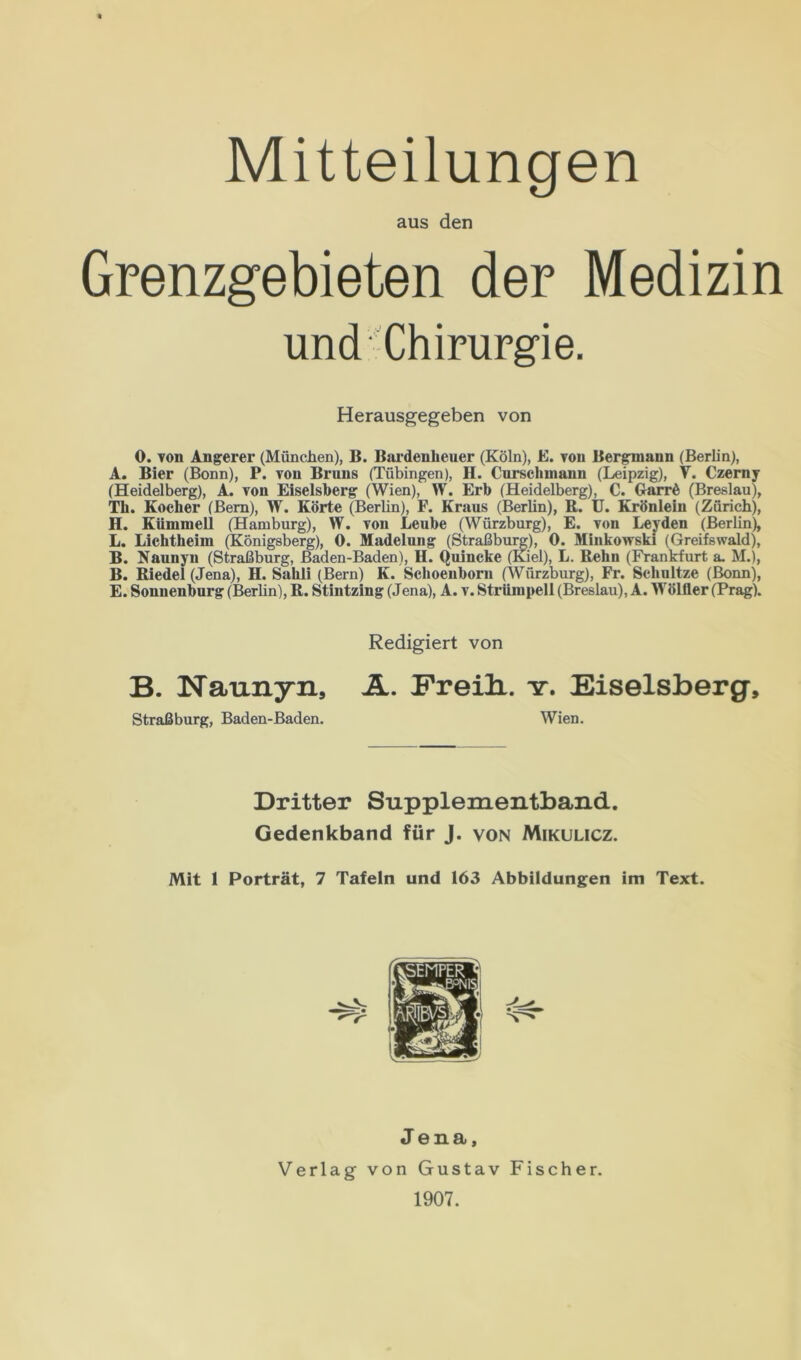 Mitteilungen
aus den
Grenzgebieten der Medizin
und Chirurgie.
Herausgegeben von
O. von Angerer (München), B. Bardenheuer (Köln), E. von Bergmann (Berlin),
A. Bier (Bonn), P. von Bruns (Tübingen), H. Curschmann (Leipzig), V. Czerny
(Heidelberg), A. von Eiselsberg (Wien), W. Erb (Heidelberg), C. Garrè (Breslau),
Th. Kocher (Bern), W. Körte (Berlin), F. Kraus (Berlin), R. U. Krönlein (Zürich),
H. Kümmell (Hamburg), W. von Leube (Würzburg), E. von Leyden (Berlin),
L. Lichtheim (Königsberg), O. Madelung (Straßburg), O. Minkowski (Greifswald),
B. Naunyn (Straßburg, Baden-Baden), H. Quincke (Kiel), L. Rehn (Frankfurt a. M.),
B. Riedel (Jena), H. Sahli (Bern) K. Schoenborn (Würzburg), Fr. Schultze (Bonn),
E. Sonnenburg (Berlin), R. Stintzing (Jena), A. v. Strümpell (Breslau), A. Wölfler (Prag).
Redigiert von
B. Naunyn, A. Freih. v. Eiselsberg,
Straßburg, Baden-Baden. Wien.
Dritter Supplementband.
Gedenkband für J. von Mikulicz.
Mit 1 Porträt, 7 Tafeln und 163 Abbildungen im Text.
SEMPER
BONIS
ARTIBVS
Jena,
Verlag von Gustav Fischer.
1907.